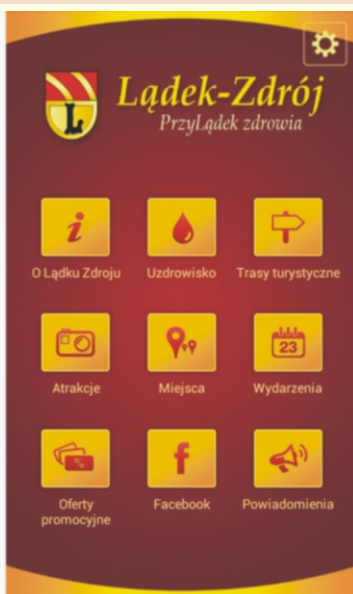 L
Lądek-Zdrój
PrzyLądek zdrowia
i
O Lądku Zdroju
Uzdrowisko
Trasy turystyczne
23
Atrakcje
Miejsca
Wydarzenia
%
f
Oferty
promocyjne
Facebook
Powiadomienia